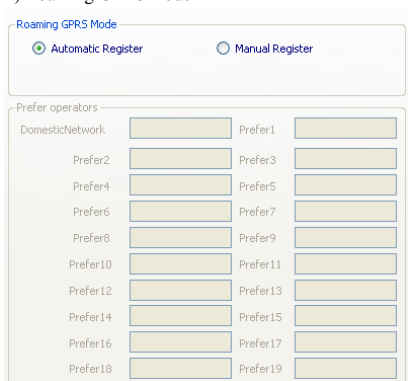 Roaming GPRS Mode
Automatic Register Manual Register
Prefer operators
DomesticNetwork Prefer1
Prefer2 Prefer3
Prefer4 Prefer5
Prefer6 Prefer7
Prefer8 Prefer9
Prefer10 Prefer11
Prefer12 Prefer13
Prefer14 Prefer15
Prefer16 Prefer17
Prefer18 Prefer19